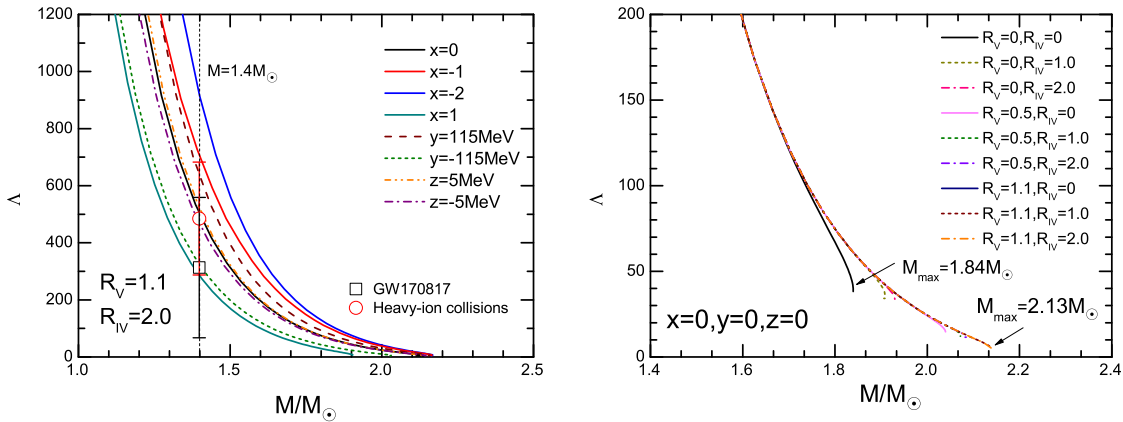 1200
1000
800
600
400
200
0
Λ
1.0
1.5
2.0
2.5
M/M☉
M=1.4M☉
x=0
x=-1
x=-2
x=1
y=115MeV
y=-115MeV
z=5MeV
z=-5MeV
R_V=1.1
R_IV=2.0
GW170817
Heavy-ion collisions
200
150
100
50
0
Λ
1.4
1.6
1.8
2.0
2.2
2.4
M/M☉
R_V=0,R_IV=0
R_V=0,R_IV=1.0
R_V=0,R_IV=2.0
R_V=0.5,R_IV=0
R_V=0.5,R_IV=1.0
R_V=0.5,R_IV=2.0
R_V=1.1,R_IV=0
R_V=1.1,R_IV=1.0
R_V=1.1,R_IV=2.0
M_max=1.84M☉
M_max=2.13M☉
x=0,y=0,z=0